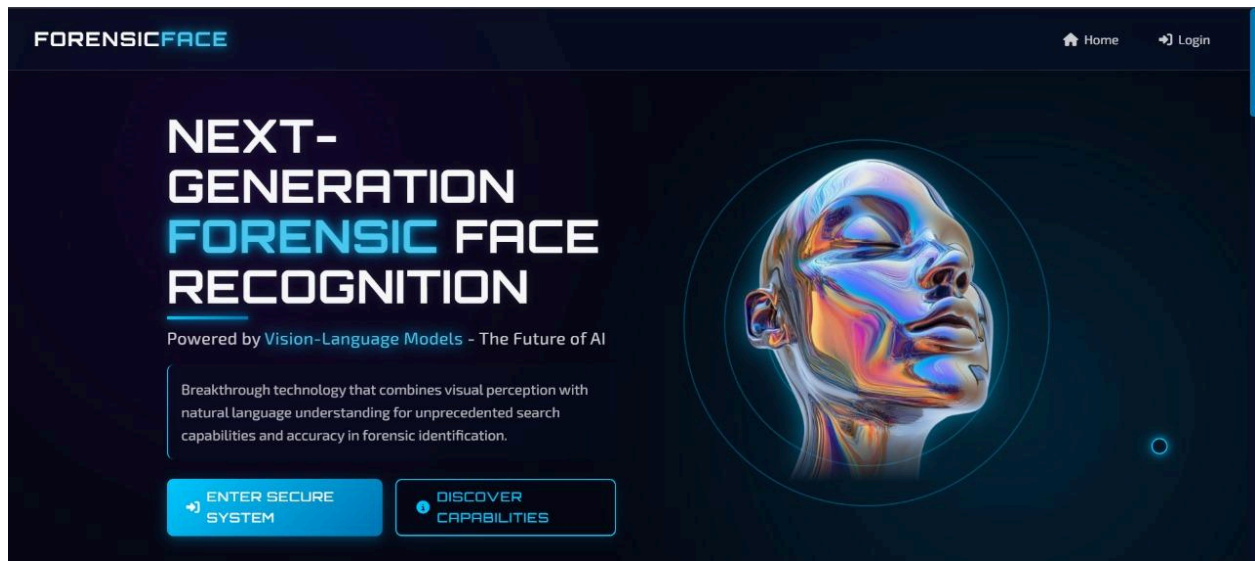 FORENSICFACE
Home
Login
NEXT-
GENERATION
FORENSIC FACE
RECOGNITION
Powered by Vision-Language Models - The Future of AI
Breakthrough technology that combines visual perception with
natural language understanding for unprecedented search
capabilities and accuracy in forensic identification.
ENTER SECURE
SYSTEM
DISCOVER
CAPABILITIES